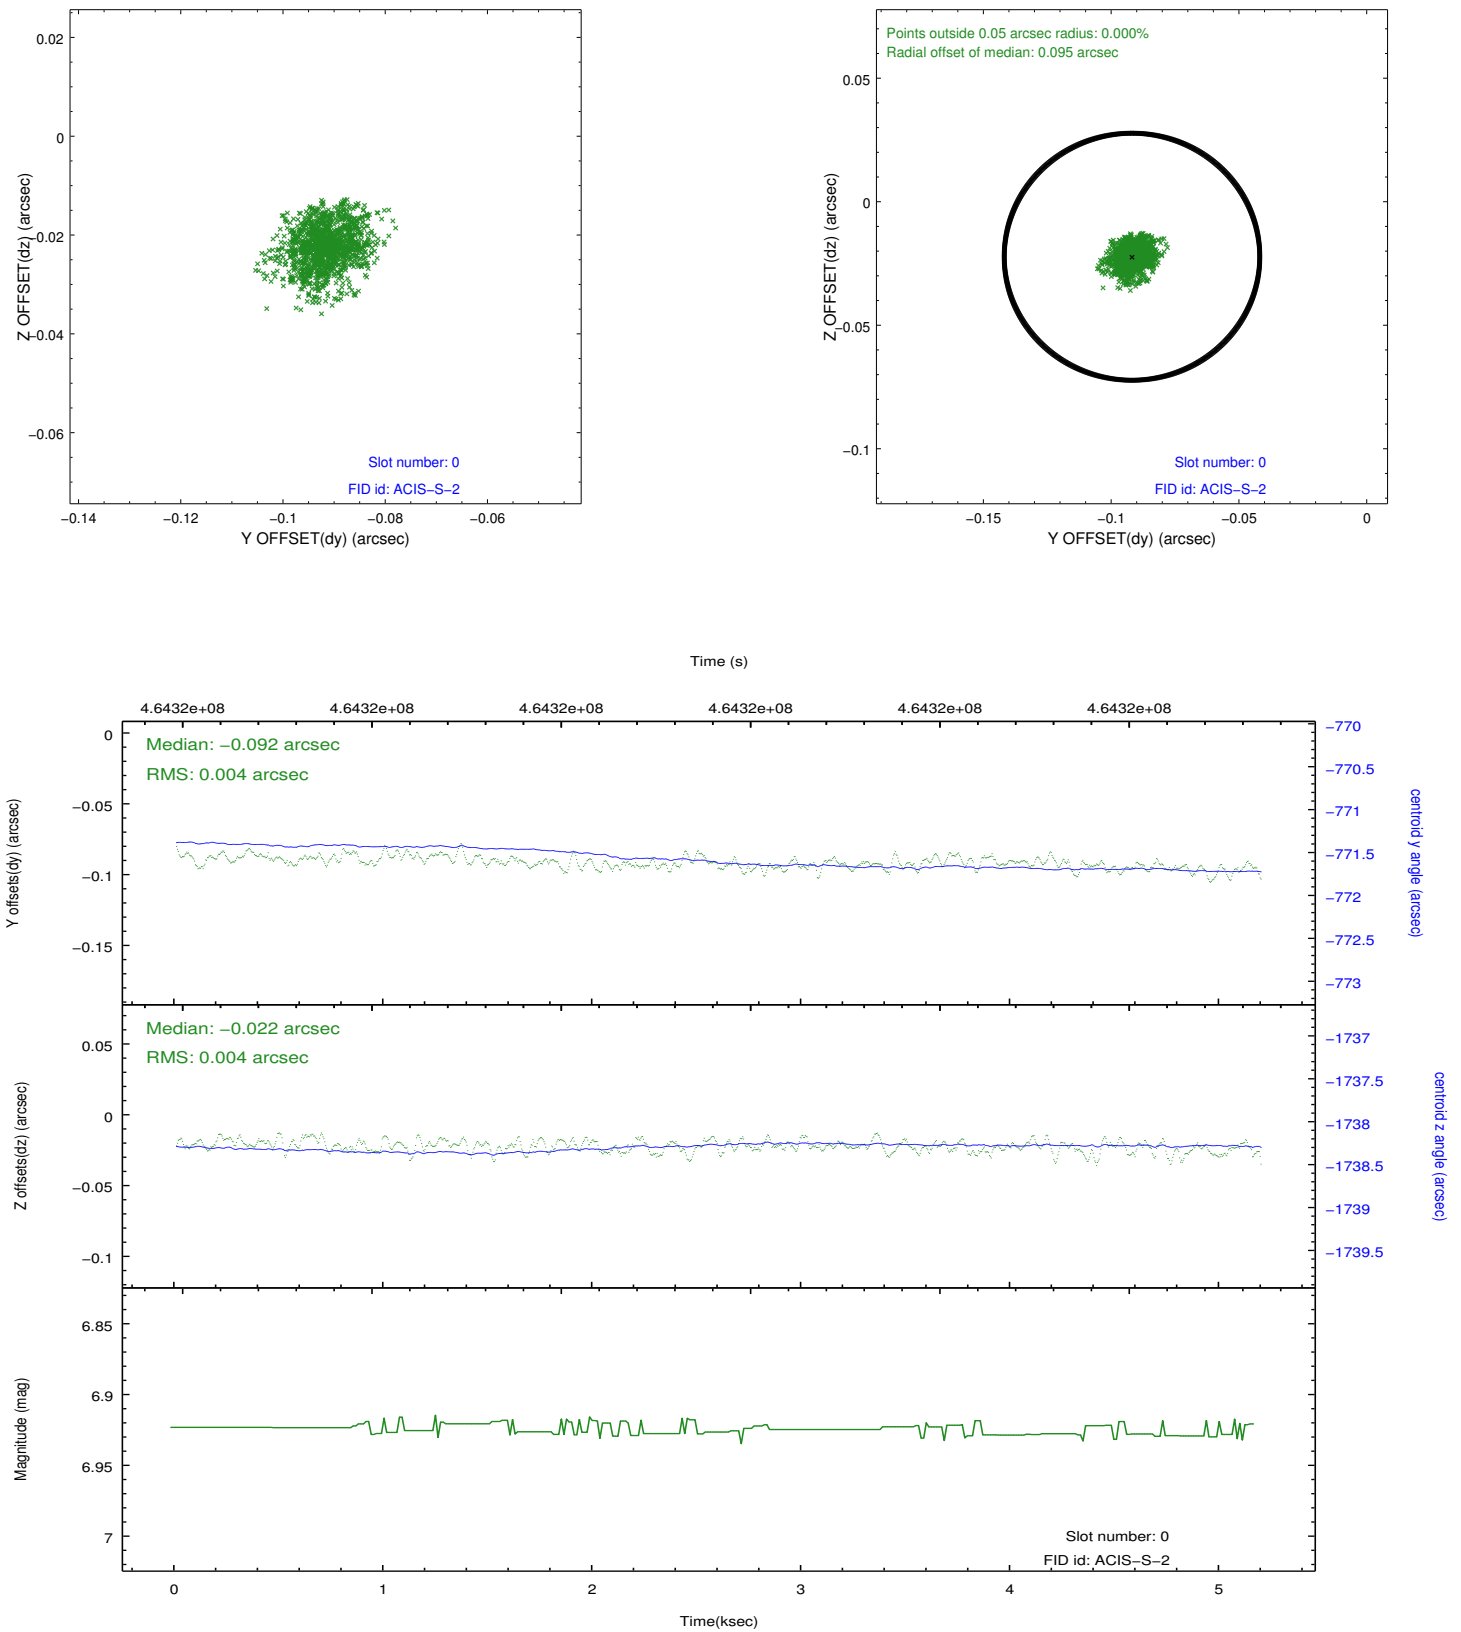 0.02
0
−0.02
−0.04
−0.06
Z OFFSET(dz) (arcsec)
Slot number: 0
FID id: ACIS−S−2
−0.14 −0.12 −0.1 −0.08 −0.06
Y OFFSET(dy) (arcsec)
Points outside 0.05 arcsec radius: 0.000%
Radial offset of median: 0.095 arcsec
0.05
0
−0.05
−0.1
Z OFFSET(dz) (arcsec)
Slot number: 0
FID id: ACIS−S−2
−0.15 −0.1 −0.05 0
Y OFFSET(dy) (arcsec)
Time (s)
4.6432e+08 4.6432e+08 4.6432e+08 4.6432e+08 4.6432e+08 4.6432e+08
Median: −0.092 arcsec
RMS: 0.004 arcsec
0
−0.05
−0.1
−0.15
Y offsets(dy) (arcsec)
−770
−770.5
−771
−771.5
−772
−772.5
−773
centroid y angle (arcsec)
Median: −0.022 arcsec
RMS: 0.004 arcsec
0.05
0
−0.05
−0.1
Z offsets(dz) (arcsec)
−1737
−1737.5
−1738
−1738.5
−1739
−1739.5
centroid z angle (arcsec)
6.85
6.9
6.95
7
Magnitude (mag)
Slot number: 0
FID id: ACIS−S−2
0 1 2 3 4 5
Time(ksec)